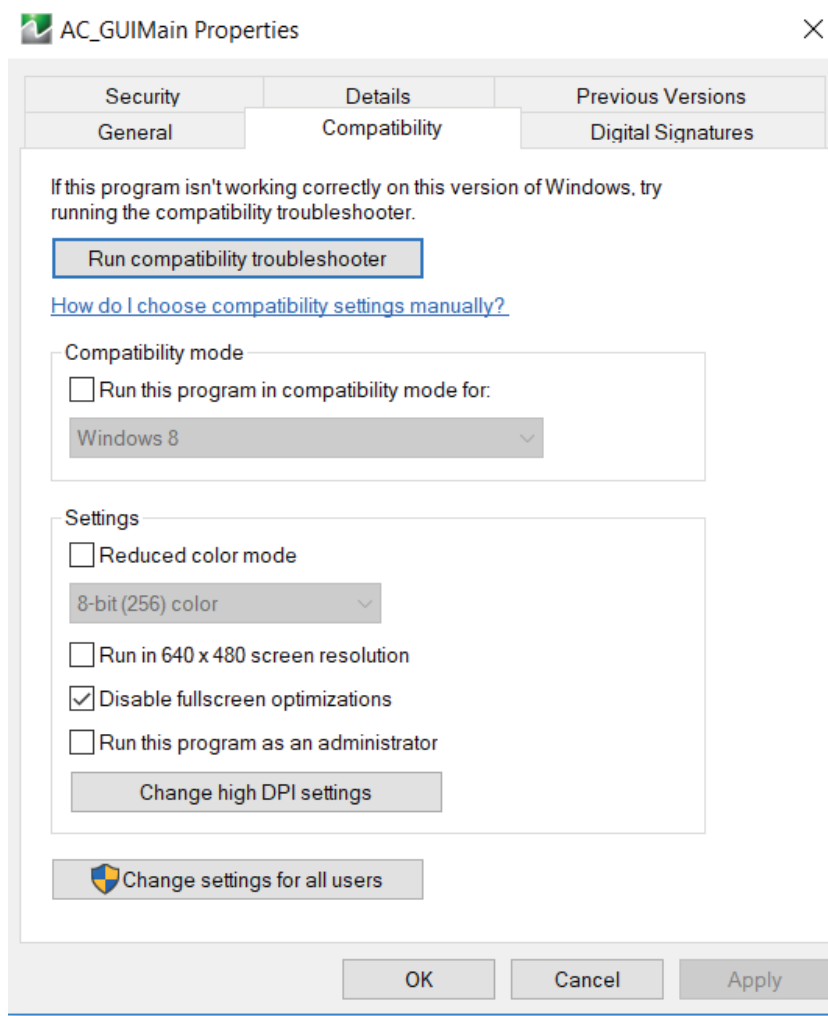 AC_GUIMain Properties
Security Details Previous Versions
General Compatibility Digital Signatures
If this program isn't working correctly on this version of Windows, try
running the compatibility troubleshooter.
Run compatibility troubleshooter
How do I choose compatibility settings manually?
Compatibility mode
Run this program in compatibility mode for:
Windows 8
Settings
Reduced color mode
8-bit (256) color
Run in 640 x 480 screen resolution
Disable fullscreen optimizations
Run this program as an administrator
Change high DPI settings
Change settings for all users
OK Cancel Apply